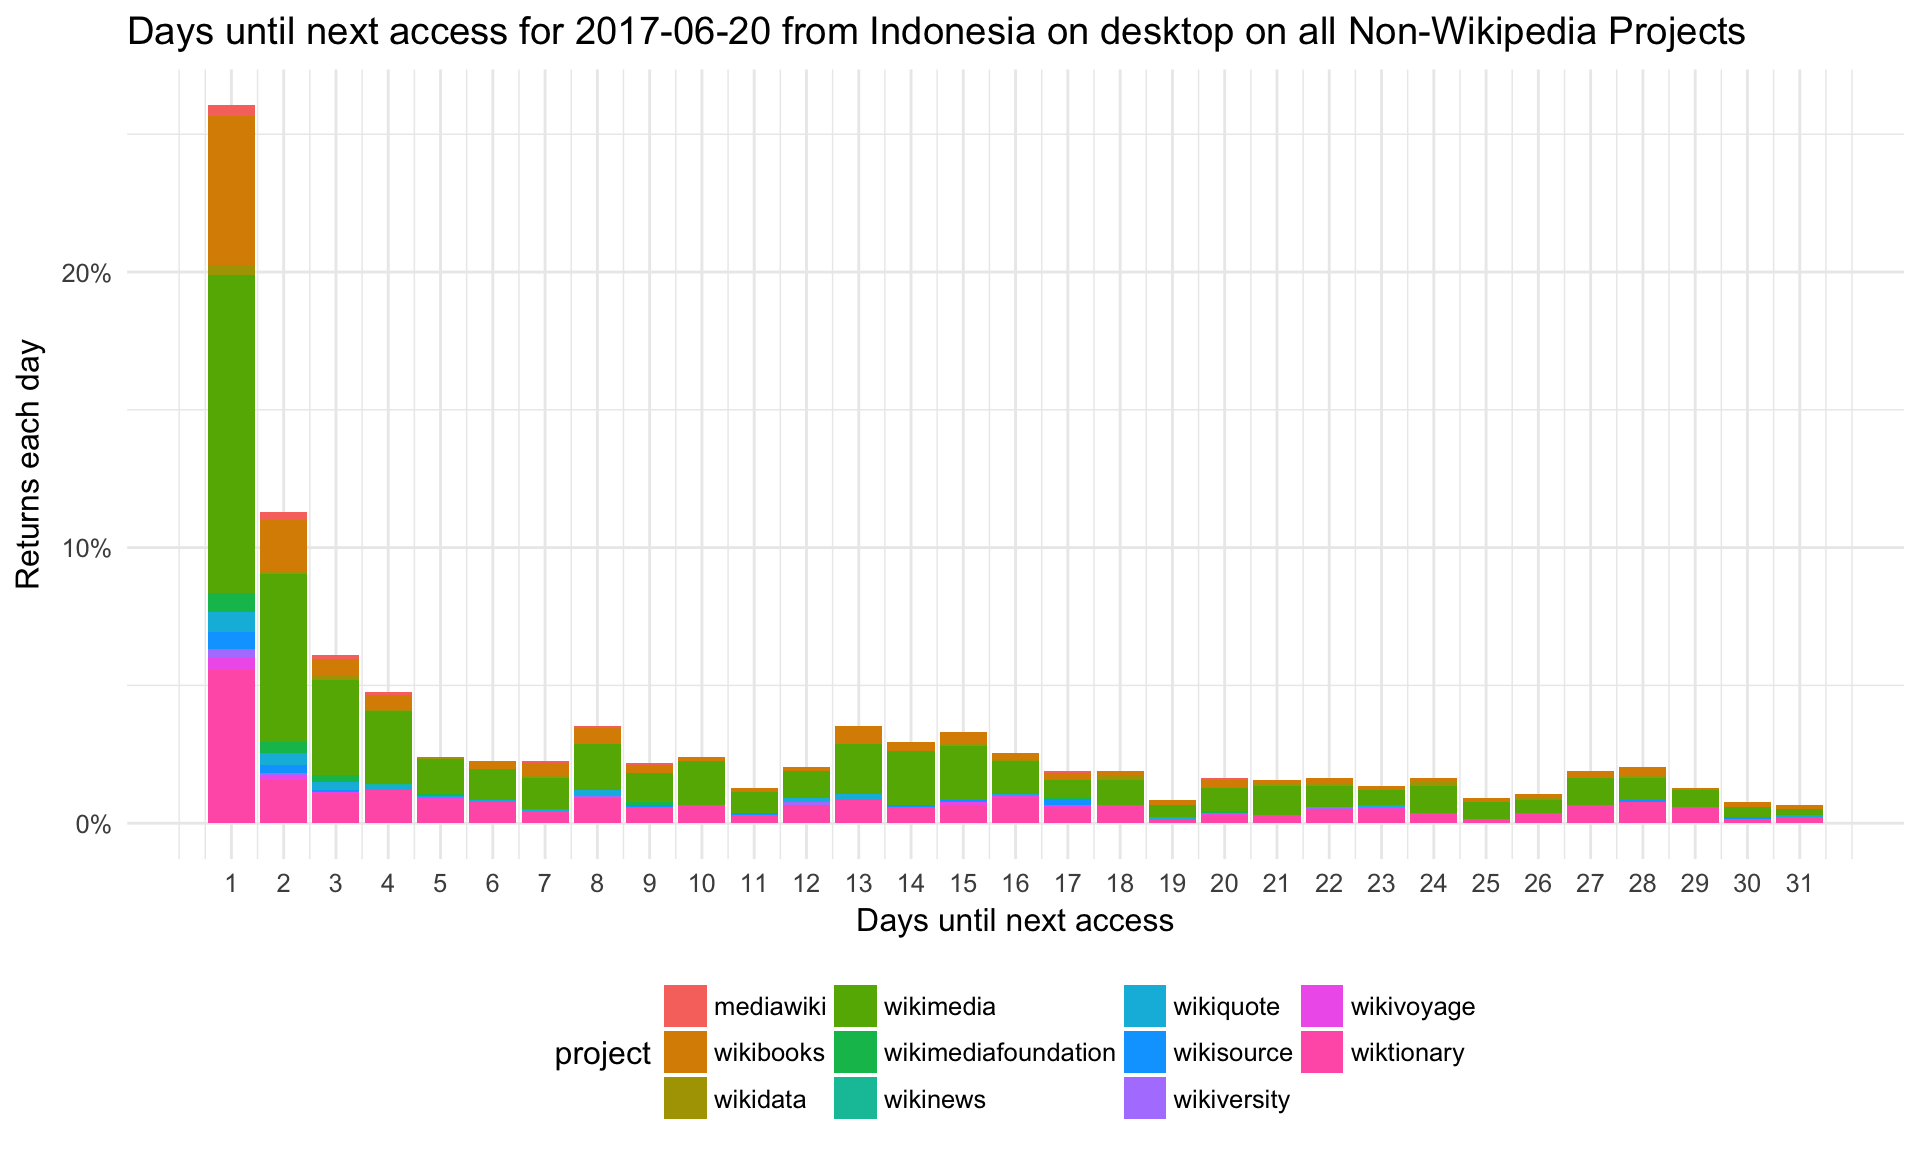 Days until next access for 2017-06-20 from Indonesia on desktop on all Non-Wikipedia Projects
Returns each day
20%
10%
0%
1 2 3 4 5 6 7 8 9 10 11 12 13 14 15 16 17 18 19 20 21 22 23 24 25 26 27 28 29 30 31
Days until next access
project
mediawiki wikimedia wikiquote wikivoyage
wikibooks wikimediafoundation wikisource wiktionary
wikidata wikinews wikiversity